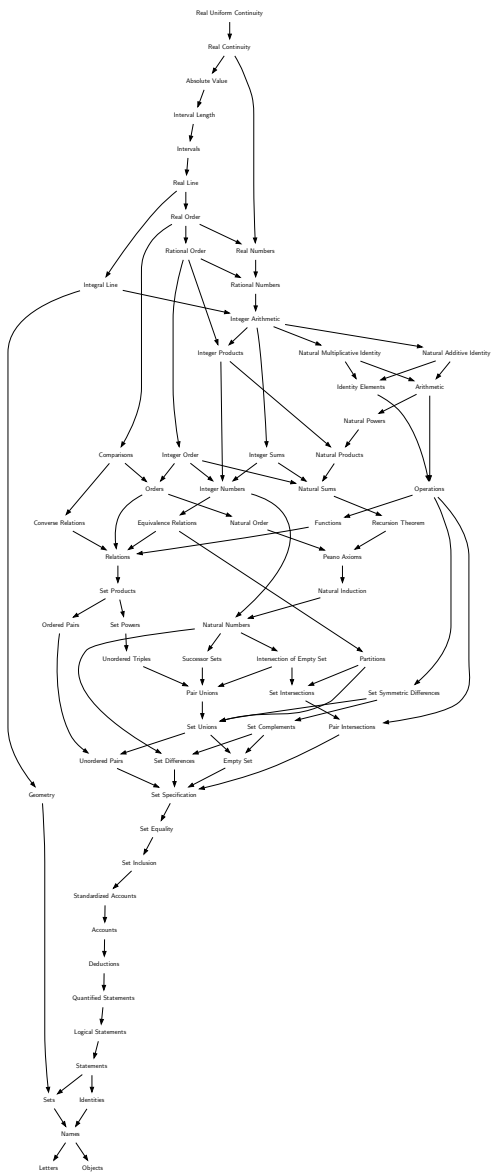 Real Uniform Continuity
Real Continuity
Absolute Value
Interval Length
Intervals
Real Line
Real Order
Rational Order Real Numbers
Integral Line Rational Numbers
Integer Arithmetic
Integer Products Natural Multiplicative Identity Natural Additive Identity
Identity Elements Arithmetic
Natural Powers
Comparisons Integer Order Integer Sums Natural Products
Orders Integer Numbers Natural Sums Operations
Converse Relations Equivalence Relations Natural Order Functions Recursion Theorem
Relations Peano Axioms
Set Products Natural Induction
Ordered Pairs Set Powers Natural Numbers
Unordered Triples Successor Sets Intersection of Empty Set Partitions
Pair Unions Set Intersections Set Symmetric Differences
Set Unions Set Complements Pair Intersections
Unordered Pairs Set Differences Empty Set
Geometry Set Specification
Set Equality
Set Inclusion
Standardized Accounts
Accounts
Deductions
Quantified Statements
Logical Statements
Statements
Sets Identities
Names
Letters Objects